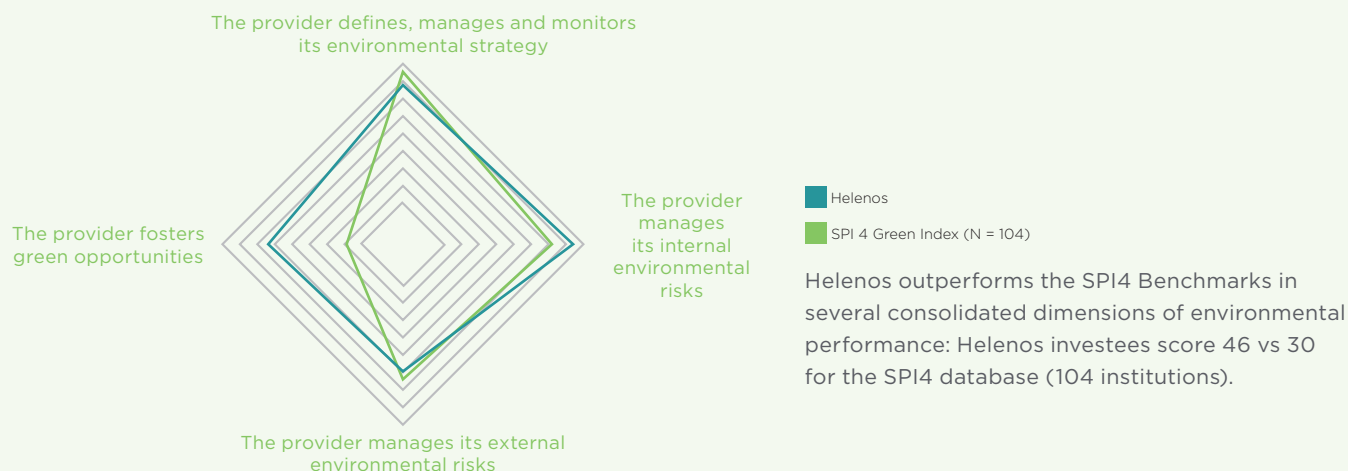 The provider defines, manages and monitors
its environmental strategy
The provider fosters
green opportunities
The provider
manages
its internal
environmental
risks
The provider manages its external
environmental risks
Helenos
SPI 4 Green Index (N = 104)
Helenos outperforms the SPI4 Benchmarks in
several consolidated dimensions of environmental
performance: Helenos investees score 46 vs 30
for the SPI4 database (104 institutions).